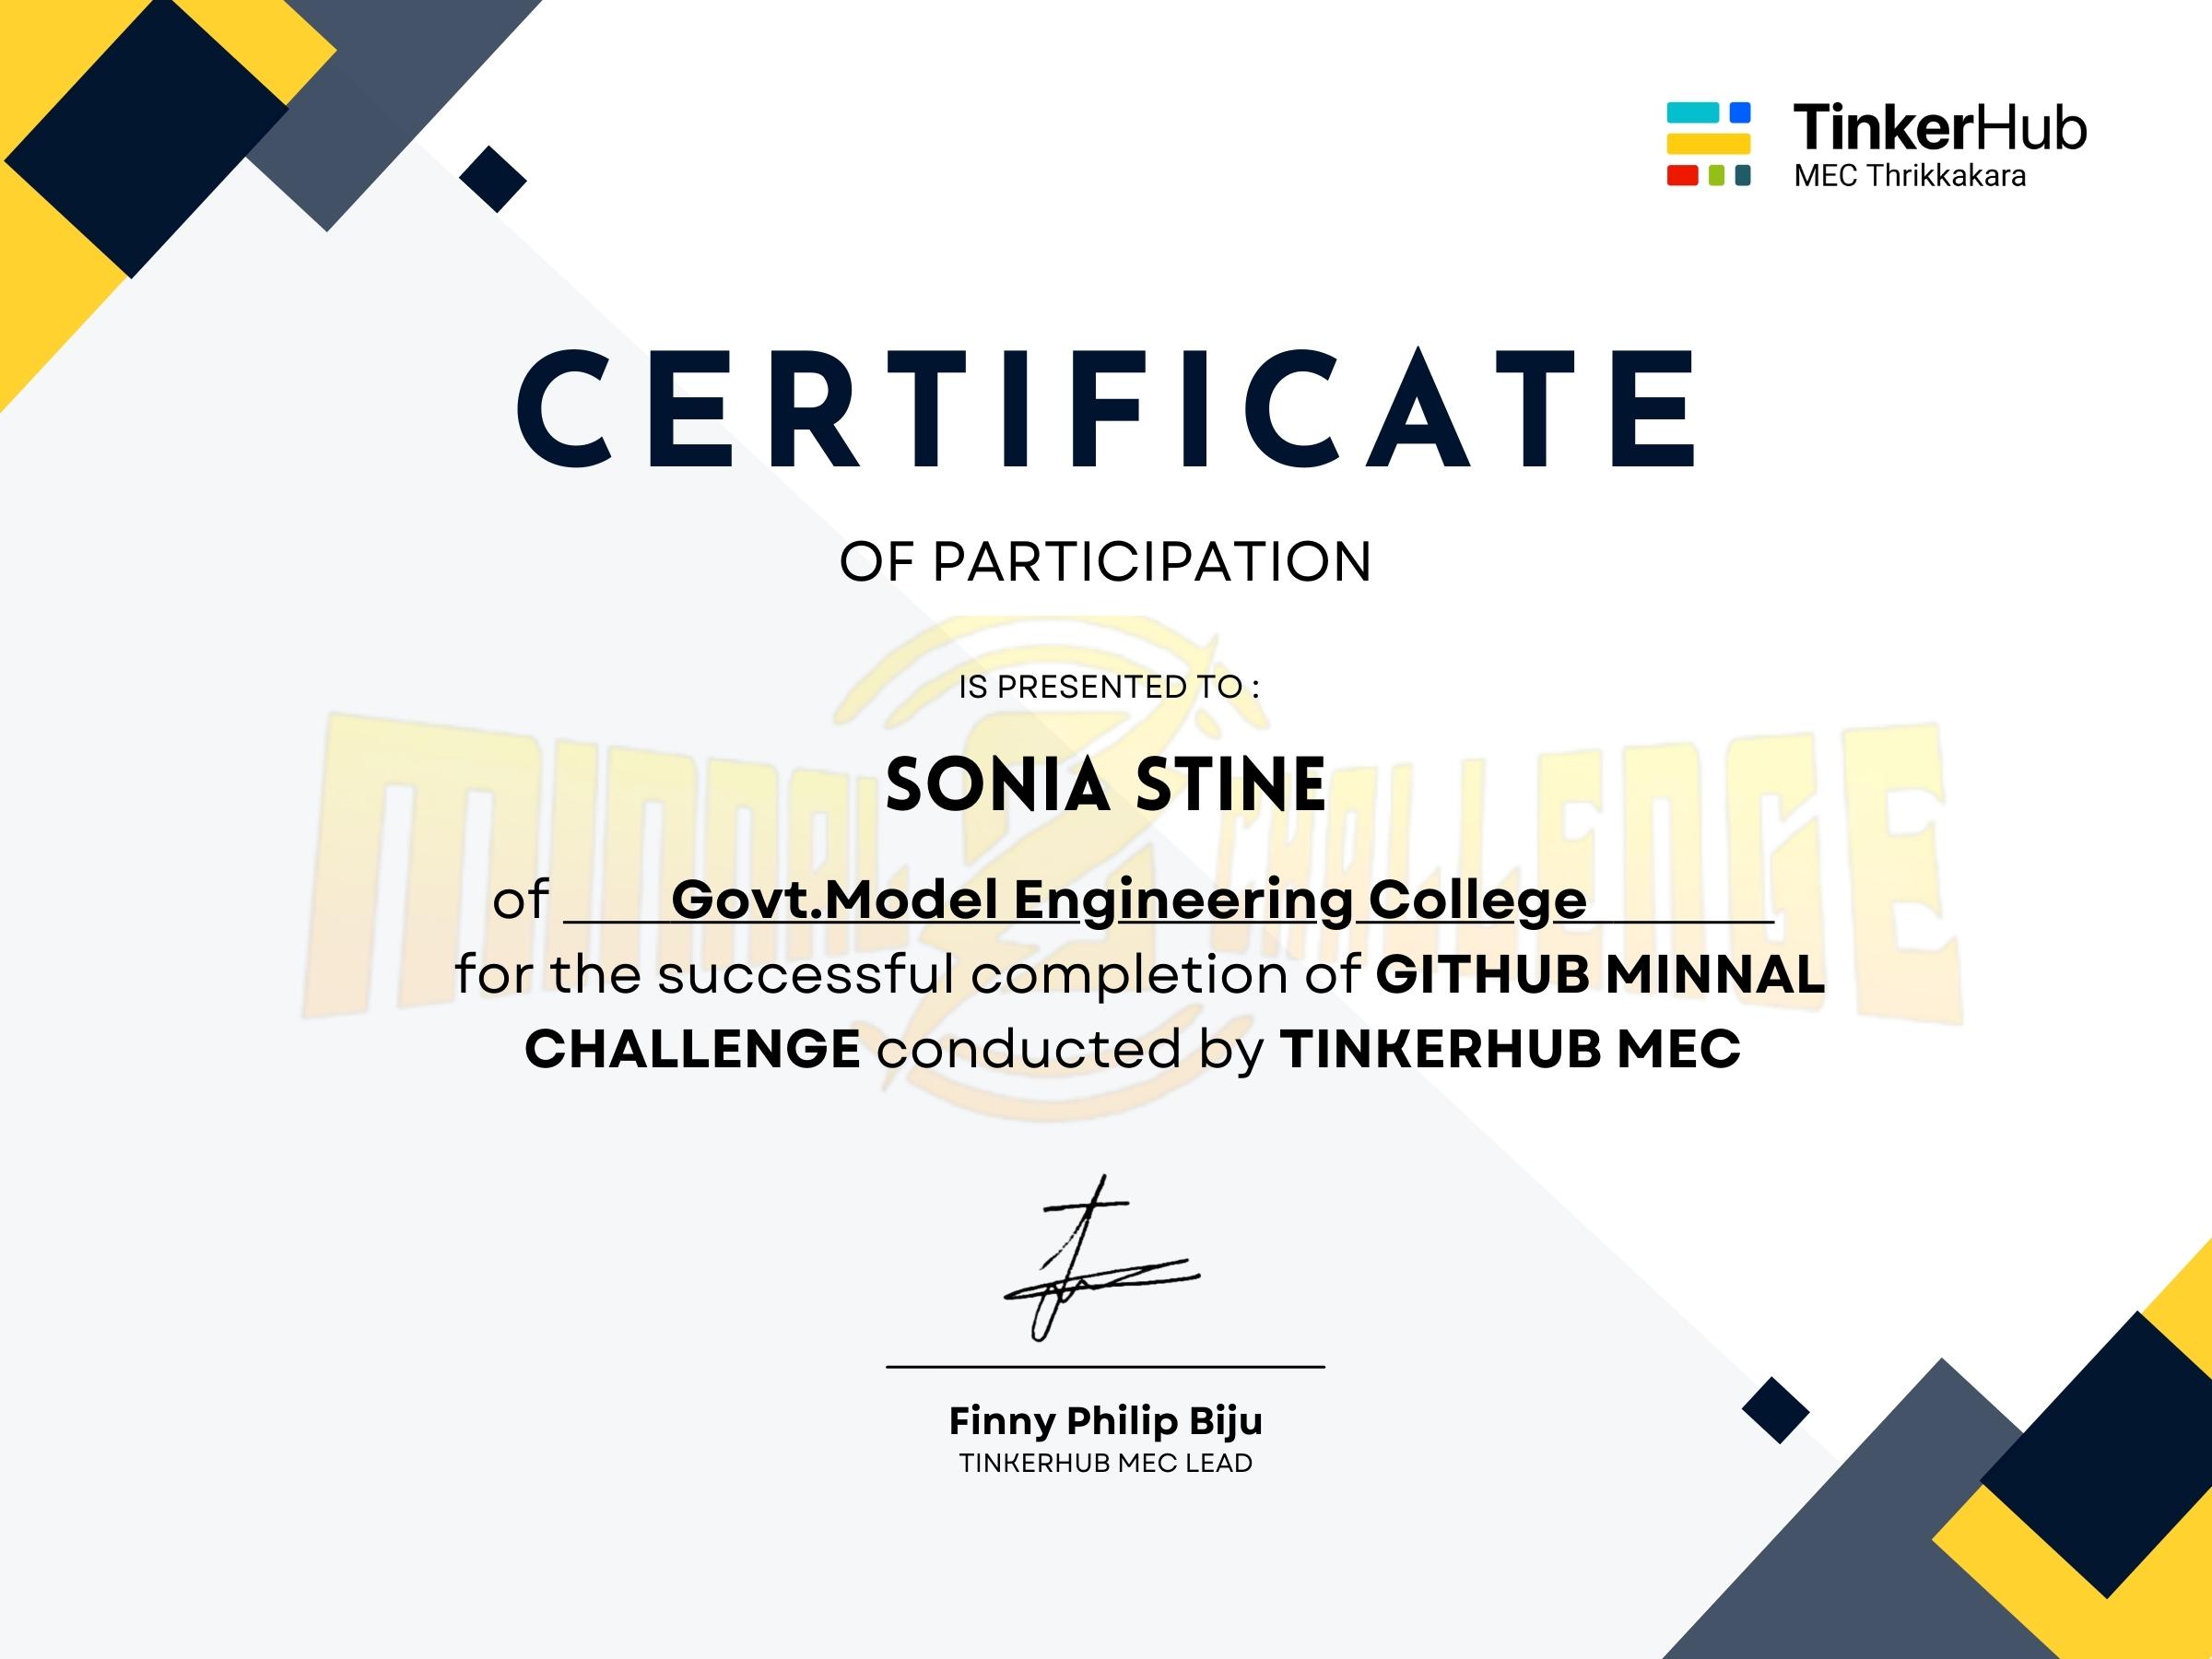 TinkerHub
MEC Thrikkakara
CERTIFICATE
OF PARTICIPATION
IS PRESENTED TO :
SONIA STINE
of Govt.Model Engineering College
for the successful completion of GITHUB MINNAL
CHALLENGE conducted by TINKERHUB MEC
MINNAL CHALLENGE
Finny Philip Biju
TINKERHUB MEC LEAD